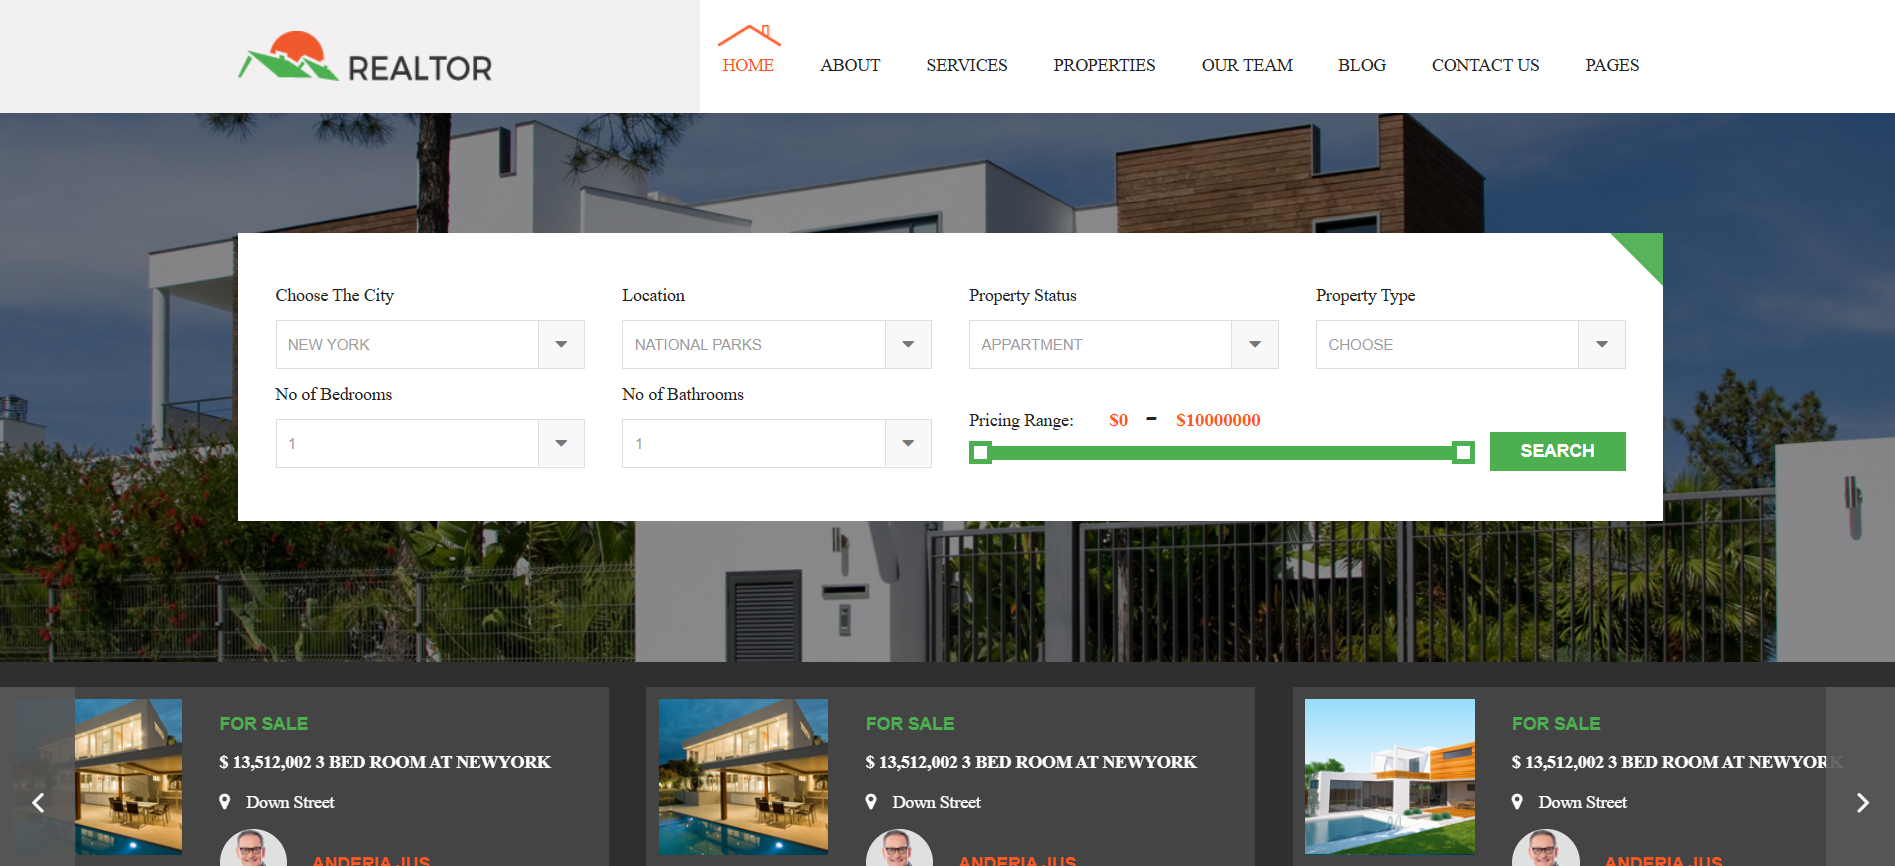 REALTOR
HOME ABOUT SERVICES PROPERTIES OUR TEAM BLOG CONTACT US PAGES
Choose The City Location Property Status Property Type
NEW YORK NATIONAL PARKS APPARTMENT CHOOSE
No of Bedrooms No of Bathrooms
Pricing Range: $0 - $10000000
1 1
SEARCH
FOR SALE FOR SALE FOR SALE
$ 13,512,002 3 BED ROOM AT NEWYORK $ 13,512,002 3 BED ROOM AT NEWYORK $ 13,512,002 3 BED ROOM AT NEWYORK
Down Street Down Street Down Street
ANDERIA JUS ANDERIA JUS ANDERIA JUS